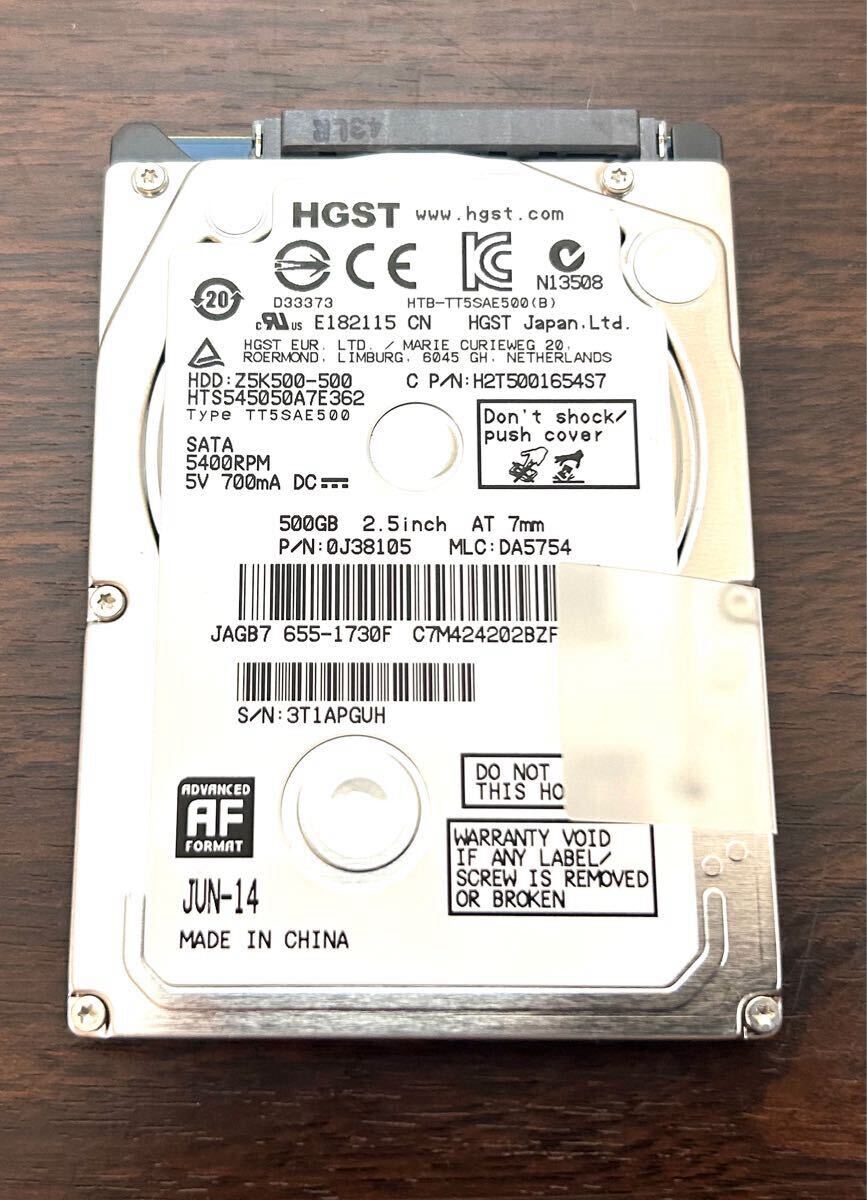 43LR
HGST www.hgst.com
N13508
20 D33373 HTB-TT5SAE500(B)
c RU US E182115 CN HGST Japan,Ltd.
HGST EUR. LTD. / MARIE CURIEWEG 20,
ROERMOND, LIMBURG, 6045 GH, NETHERLANDS
HDD:Z5K500-500 C P/N:H2T5001654S7
HTS545050A7E362
Type TT5SAE500
Don't shock/
push cover
SATA
5400RPM
5V 700mA DC
500GB 2.5inch AT 7mm
P/N:0J38105 MLC:DA5754
JAGB7 655-1730F C7M424202BZF
S/N:3T1APGUH
DO NOT
THIS HO
ADVANCED
AF
FORMAT
WARRANTY VOID
IF ANY LABEL/
SCREW IS REMOVED
OR BROKEN
JUN-14
MADE IN CHINA